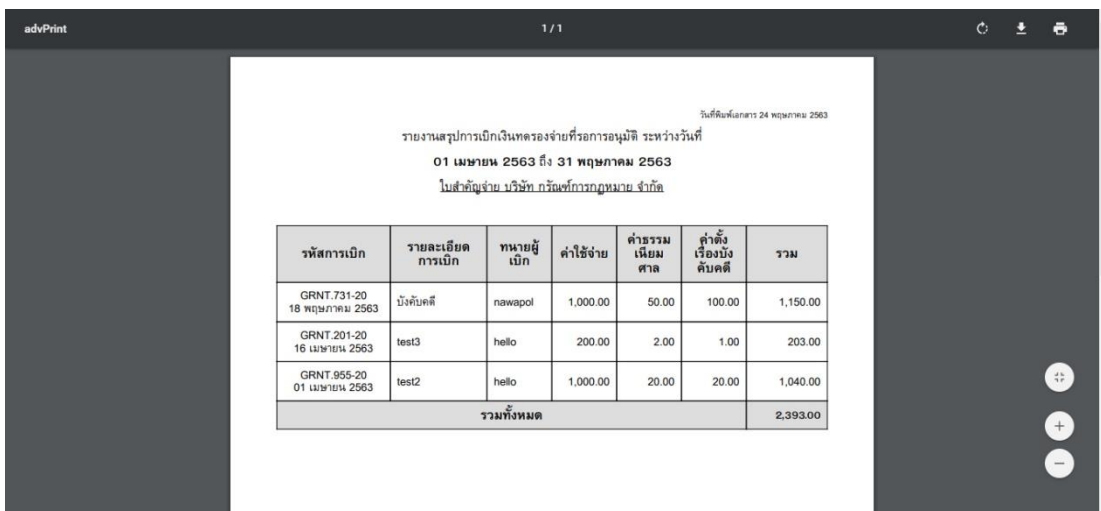 advPrint
1 / 1
วันที่พิมพ์เอกสาร 24 พฤษภาคม 2563
รายงานสรุปการเบิกเงินทดรองจ่ายที่รอการอนุมัติ ระหว่างวันที่
01 เมษายน 2563 ถึง 31 พฤษภาคม 2563
ใบสำคัญจ่าย บริษัท กรัณฑ์การกฎหมาย จำกัด
รหัสการเบิก
รายละเอียด
การเบิก
ทนายผู้
เบิก
ค่าใช้จ่าย
ค่าธรรม
เนียม
ศาล
ค่าตั้ง
เรื่องบัง
คับคดี
รวม
GRNT.731-20
18 พฤษภาคม 2563
บังคับคดี
nawapol
1,000.00
50.00
100.00
1,150.00
GRNT.201-20
16 เมษายน 2563
test3
hello
200.00
2.00
1.00
203.00
GRNT.955-20
01 เมษายน 2563
test2
hello
1,000.00
20.00
20.00
1,040.00
รวมทั้งหมด
2,393.00